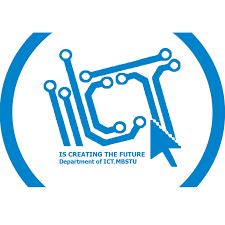 ICT
IS CREATING THE FUTURE
Department of ICT,MBSTU